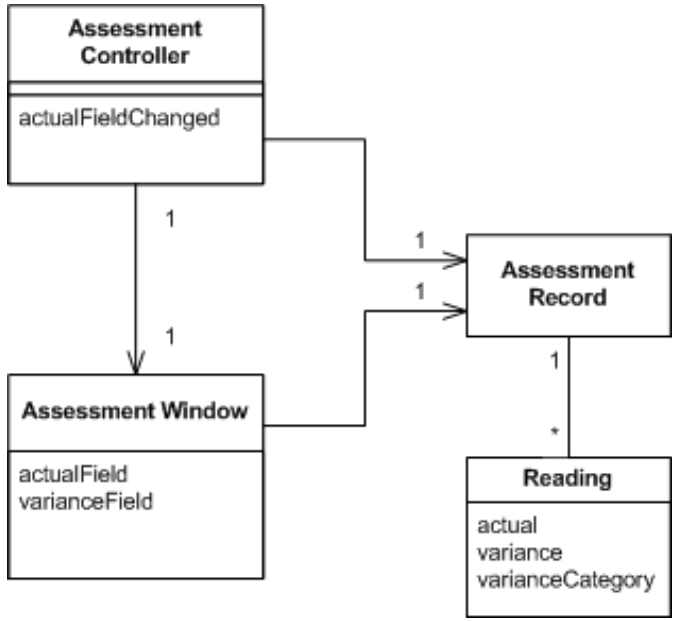 Assessment
Controller
actualFieldChanged
1
1
1
Assessment
Record
1
1
Assessment Window
*
actualField
varianceField
Reading
actual
variance
varianceCategory